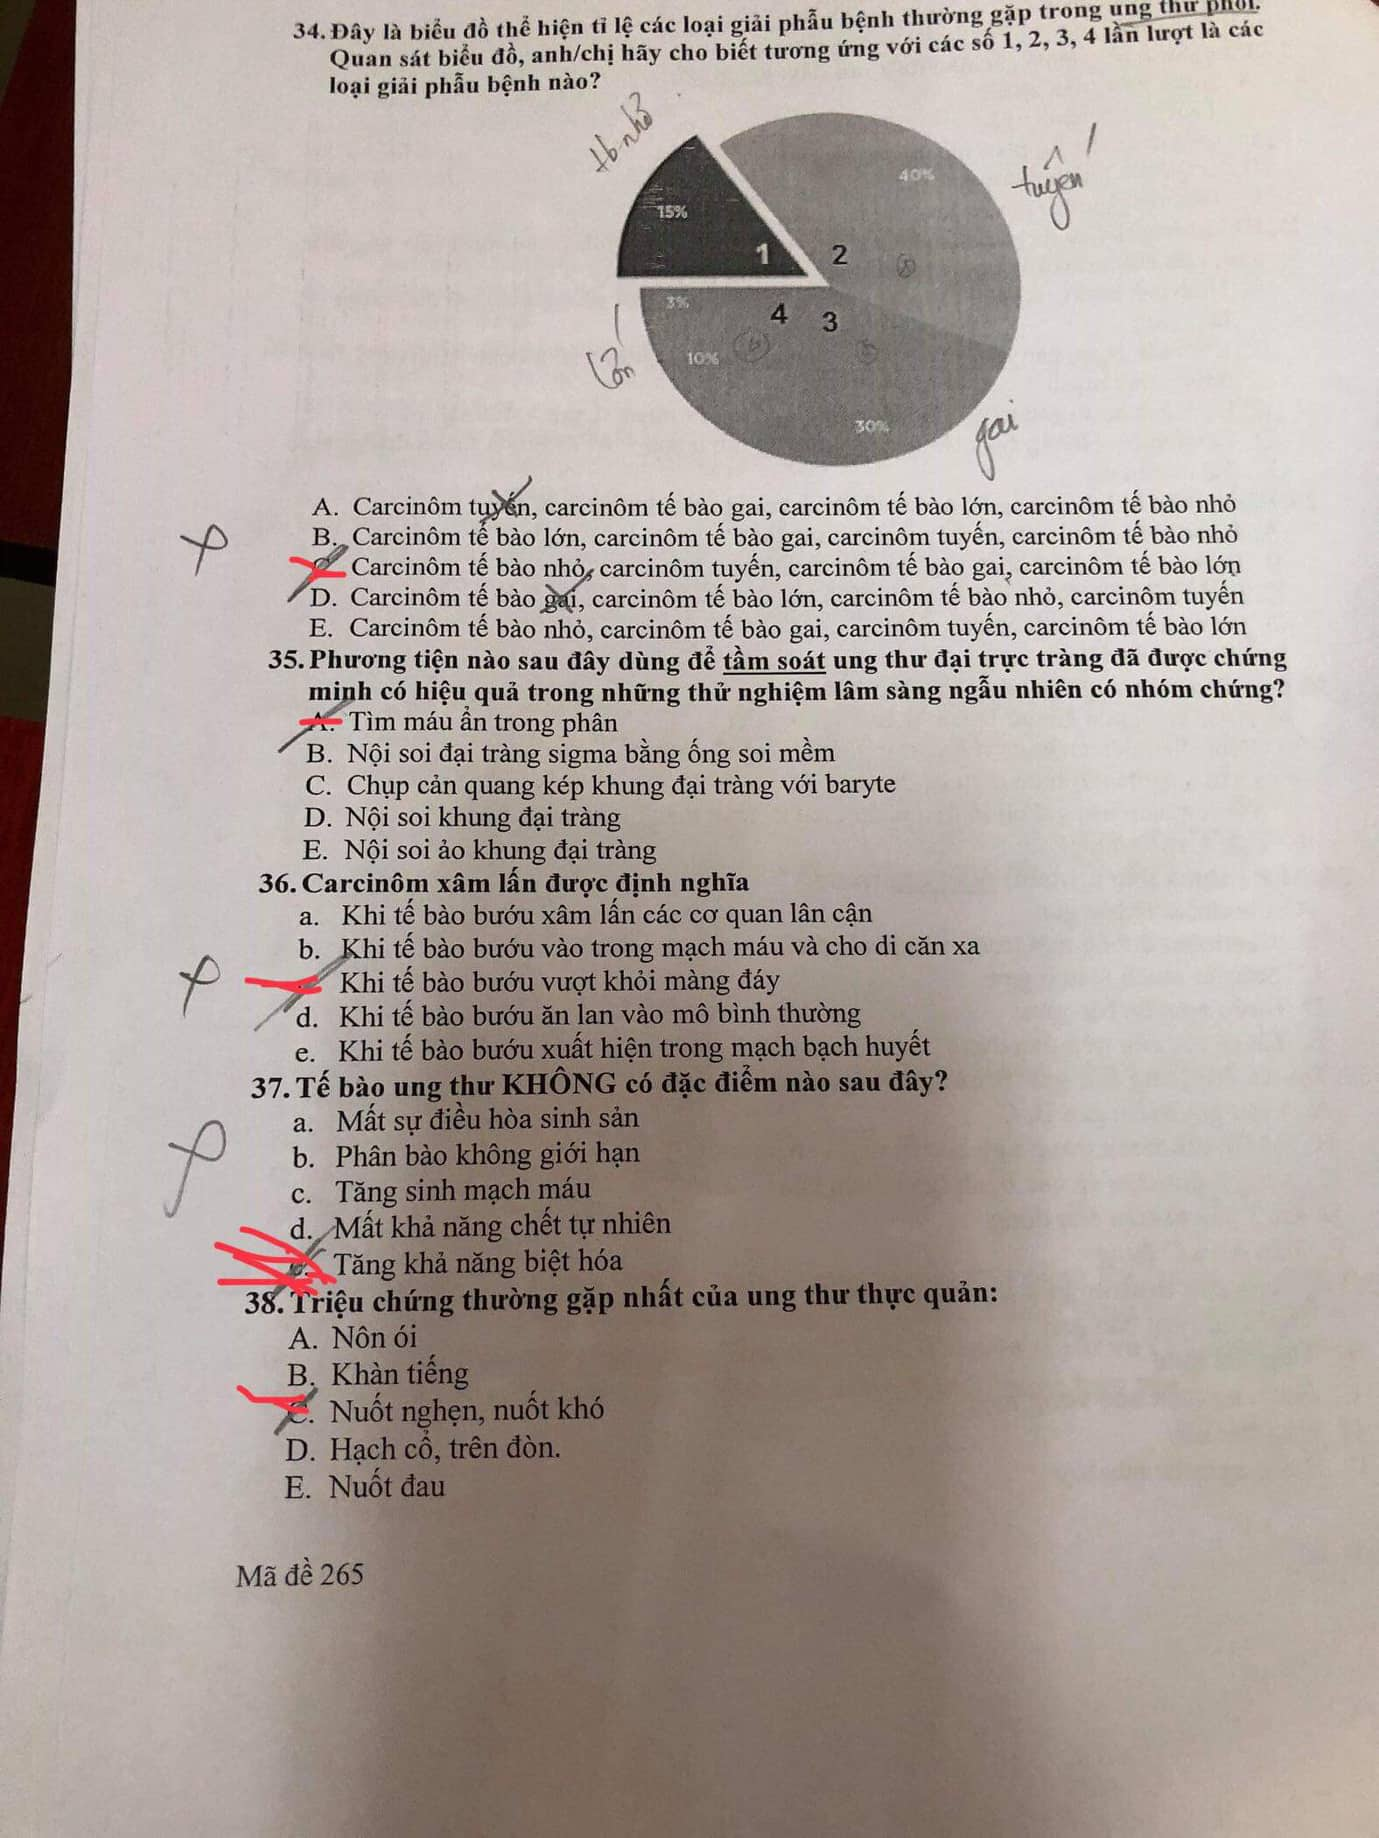 34. Đây là biểu đồ thể hiện tỉ lệ các loại giải phẫu bệnh thường gặp trong ung thư phổi.
Quan sát biểu đồ, anh/chị hãy cho biết tương ứng với các số 1, 2, 3, 4 lần lượt là các
loại giải phẫu bệnh nào?
tb nhỏ
40%
tuyến
15%
1
2
3%
4
3
lớn
10%
30%
gai
A. Carcinôm tuyến, carcinôm tế bào gai, carcinôm tế bào lớn, carcinôm tế bào nhỏ
B. Carcinôm tế bào lớn, carcinôm tế bào gai, carcinôm tuyến, carcinôm tế bào nhỏ
Carcinôm tế bào nhỏ, carcinôm tuyến, carcinôm tế bào gai, carcinôm tế bào lớn
D. Carcinôm tế bào gai, carcinôm tế bào lớn, carcinôm tế bào nhỏ, carcinôm tuyến
E. Carcinôm tế bào nhỏ, carcinôm tế bào gai, carcinôm tuyến, carcinôm tế bào lớn
35. Phương tiện nào sau đây dùng để tầm soát ung thư đại trực tràng đã được chứng
minh có hiệu quả trong những thử nghiệm lâm sàng ngẫu nhiên có nhóm chứng?
A. Tìm máu ẩn trong phân
B. Nội soi đại tràng sigma bằng ống soi mềm
C. Chụp cản quang kép khung đại tràng với baryte
D. Nội soi khung đại tràng
E. Nội soi ảo khung đại tràng
36. Carcinôm xâm lấn được định nghĩa
a. Khi tế bào bướu xâm lấn các cơ quan lân cận
b. Khi tế bào bướu vào trong mạch máu và cho di căn xa
Khi tế bào bướu vượt khỏi màng đáy
d. Khi tế bào bướu ăn lan vào mô bình thường
e. Khi tế bào bướu xuất hiện trong mạch bạch huyết
37. Tế bào ung thư KHÔNG có đặc điểm nào sau đây?
a. Mất sự điều hòa sinh sản
b. Phân bào không giới hạn
c. Tăng sinh mạch máu
d. Mất khả năng chết tự nhiên
Tăng khả năng biệt hóa
38. Triệu chứng thường gặp nhất của ung thư thực quản:
A. Nôn ói
B. Khàn tiếng
C. Nuốt nghẹn, nuốt khó
D. Hạch cổ, trên đòn.
E. Nuốt đau
Mã đề 265